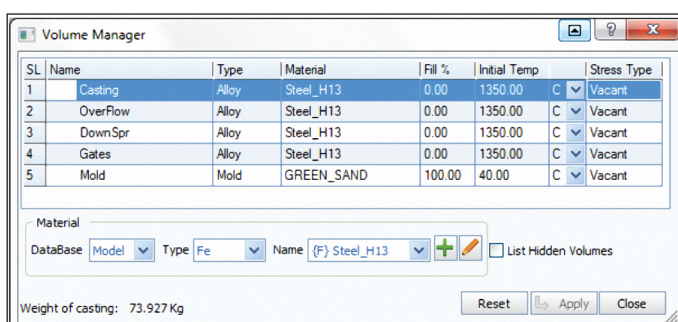 Volume Manager
SL Name Type Material Fill % Initial Temp Stress Type
1 Casting Alloy Steel_H13 0.00 1350.00 C Vacant
2 OverFlow Alloy Steel_H13 0.00 1350.00 C Vacant
3 DownSpr Alloy Steel_H13 0.00 1350.00 C Vacant
4 Gates Alloy Steel_H13 0.00 1350.00 C Vacant
5 Mold Mold GREEN_SAND 100.00 40.00 C Vacant
Material
DataBase Model Type Fe Name {F} Steel_H13 List Hidden Volumes
Weight of casting: 73.927 Kg Reset Apply Close